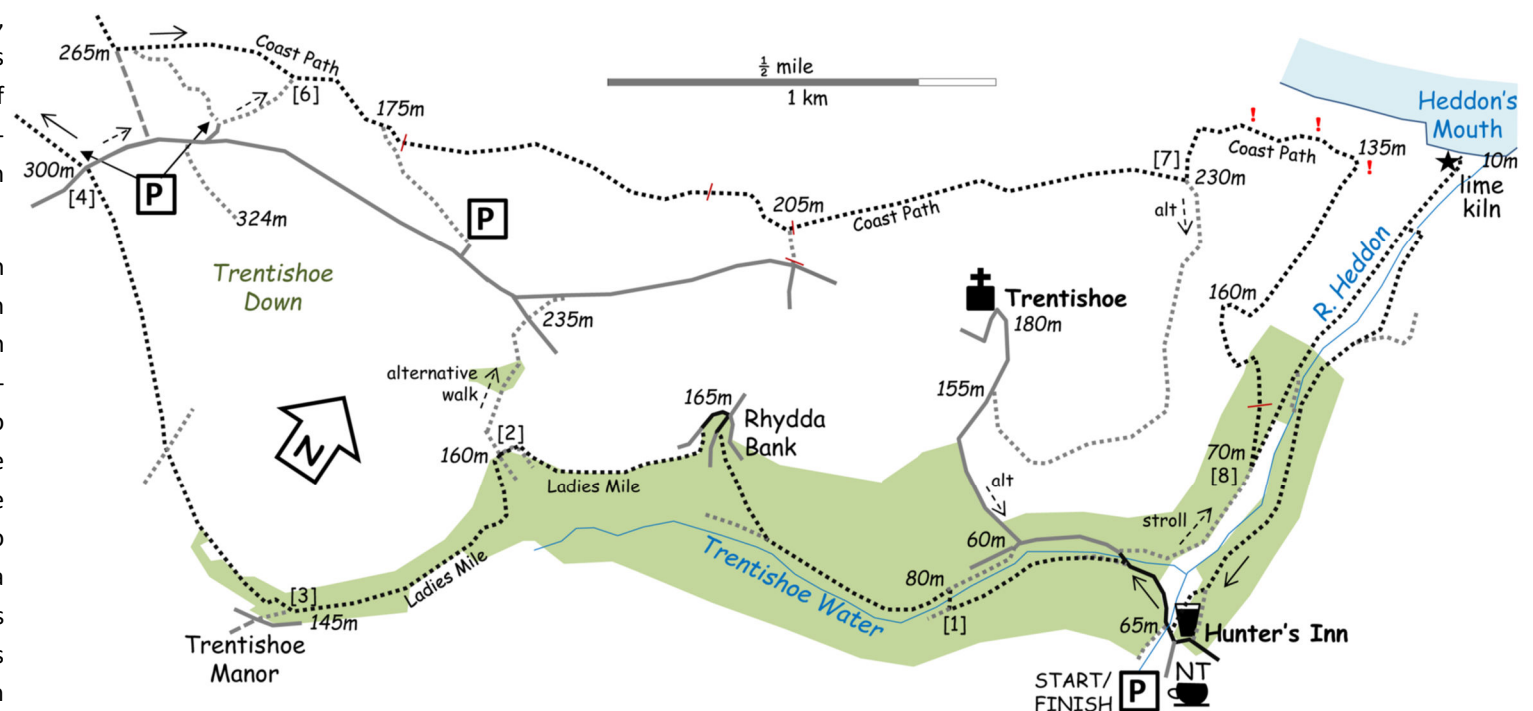 265m
Coast Path
[6]
175m
½ mile
1 km
Heddon's
Mouth
!
!
!
135m
10m
lime
kiln
Coast Path
[7]
230m
300m
[4]
P
324m
P
205m
Coast Path
alt
Trentishoe
Down
Trentishoe
180m
160m
R. Heddon
235m
alternative
walk
155m
165m
Rhydda
Bank
[2]
160m
Ladies Mile
N
70m
[8]
alt
stroll
60m
Trentishoe Water
80m
[1]
Ladies Mile
[3]
145m
Trentishoe
Manor
65m
Hunter's Inn
START/
FINISH
P
NT